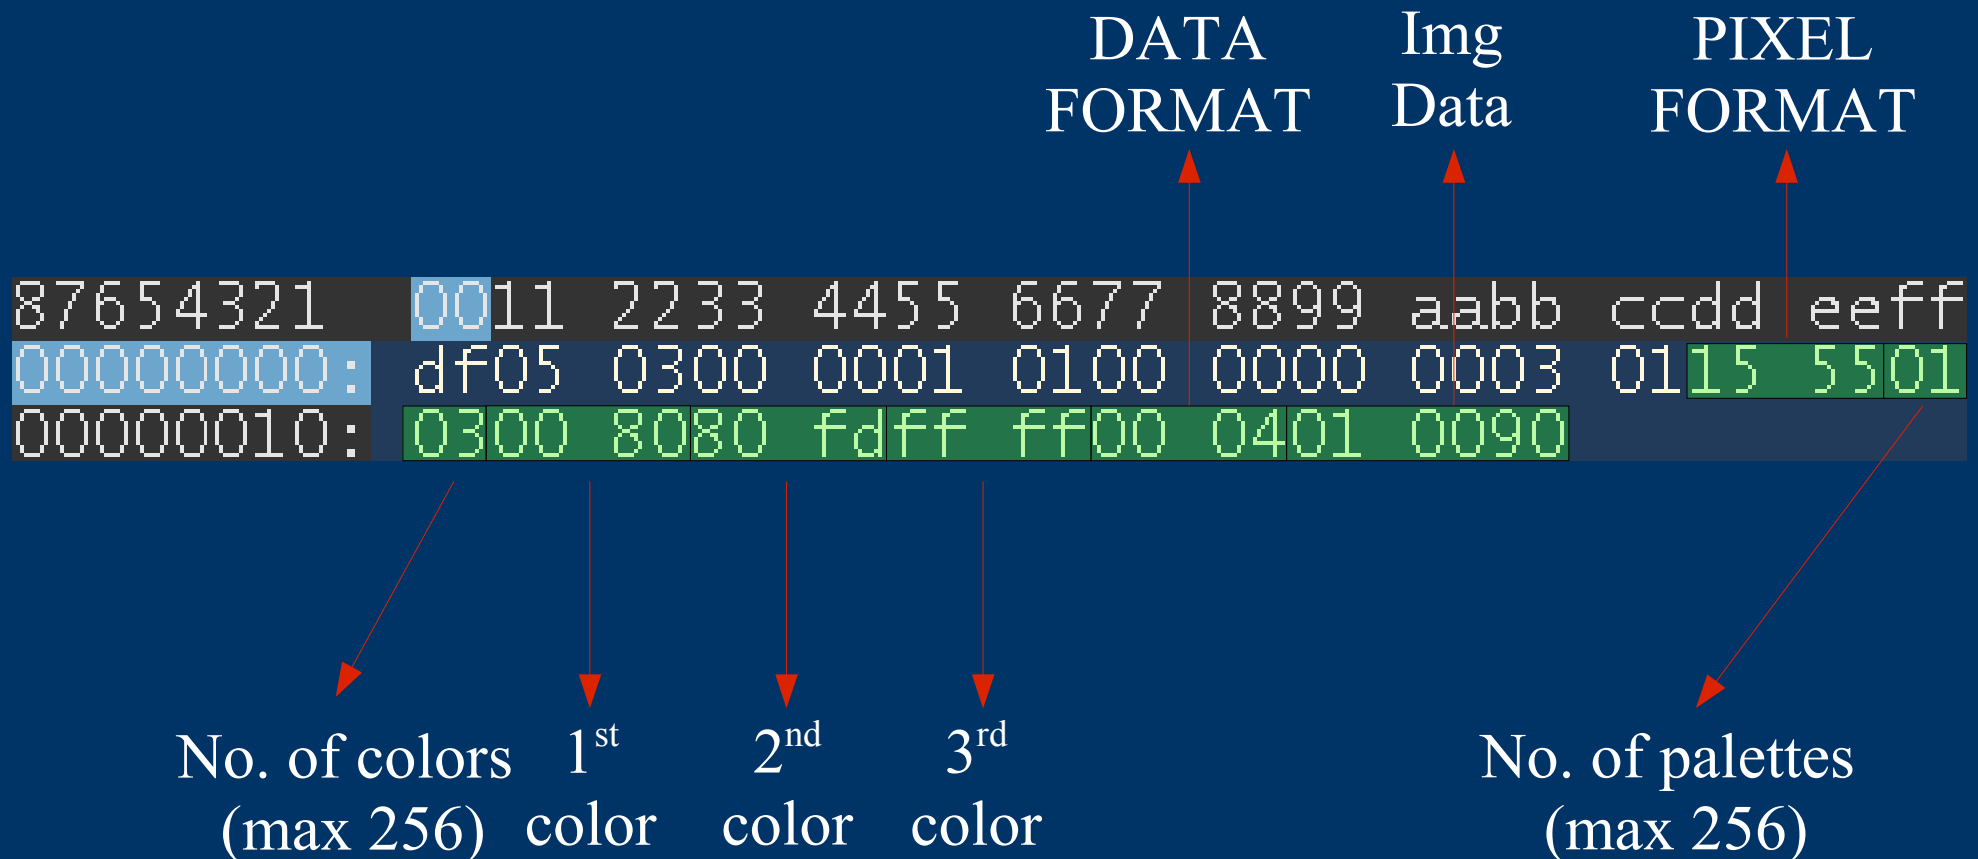 DATA FORMAT
Img Data
PIXEL FORMAT
87654321 0011 2233 4455 6677 8899 aabb ccdd eeff
00000000: df05 0300 0001 0100 0000 0003 0115 5501
00000010: 0300 8080 fdff ff00 0401 0090
No. of colors (max 256)
1st color
2nd color
3rd color
No. of palettes (max 256)